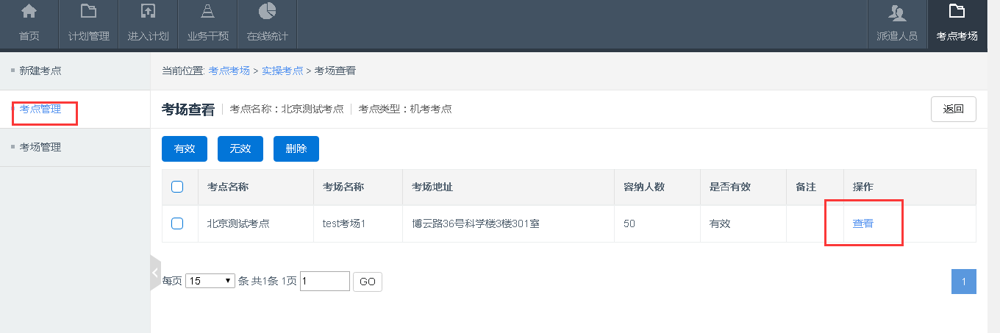 首页 计划管理 进入计划 业务干预 在线统计 派遣人员 考点考场
新建考点
考点管理
考场管理
当前位置: 考点考场 > 实操考点 > 考场查看
考场查看 考点名称：北京测试考点 考点类型：机考考点 返回
有效 无效 删除
考点名称 考场名称 考场地址 容纳人数 是否有效 备注 操作
北京测试考点 test考场1 博云路36号科学楼3楼301室 50 有效 查看
每页 15 条 共1条 1页 1 GO 1